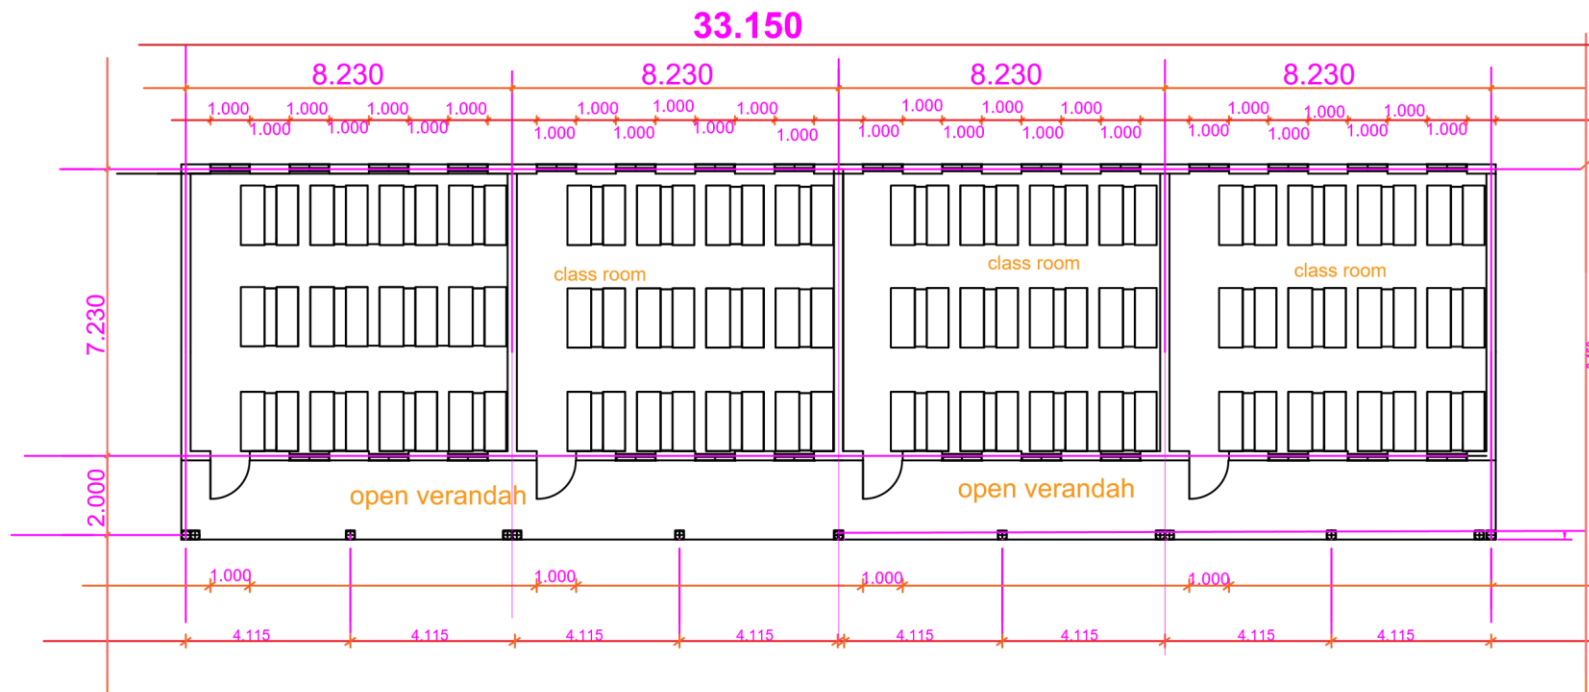 33.150
8.230 8.230 8.230 8.230
1.000 1.000 1.000 1.000 1.000 1.000 1.000 1.000 1.000 1.000 1.000 1.000 1.000
1.000 1.000 1.000 1.000 1.000 1.000 1.000 1.000 1.000 1.000 1.000 1.000 1.000 1.000 1.000
class room
class room
class room
7.230
2.000
open verandah
open verandah
1.000 1.000 1.000 1.000
4.115 4.115 4.115 4.115 4.115 4.115 4.115 4.115